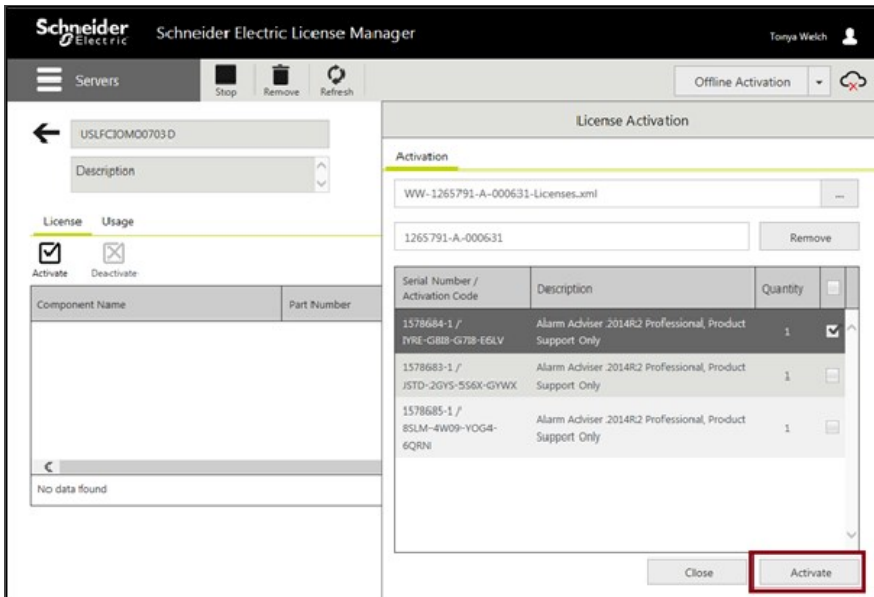 Schneider Electric
Schneider Electric License Manager
Tonya Welch
Servers
Stop
Remove
Refresh
Offline Activation
USLFCIOMO0703D
Description
License
Usage
Activate
Deactivate
Component Name
Part Number
No data found
License Activation
Activation
WW-1265791-A-000631-Licenses.xml
...
1265791-A-000631
Remove
Serial Number /
Activation Code
Description
Quantity
1578684-1 /
IYRE-GBI8-G7I8-E6LV
Alarm Adviser 2014R2 Professional, Product
Support Only
1
1578683-1 /
JSTD-2GYS-5S6X-GYWX
Alarm Adviser 2014R2 Professional, Product
Support Only
1
1578685-1 /
8SLM-4W09-YOG4-
6QRN
Alarm Adviser 2014R2 Professional, Product
Support Only
1
Close
Activate